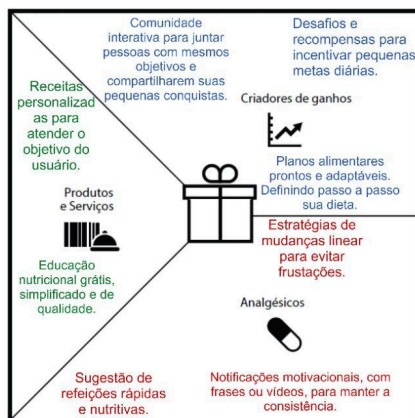 Comunidade
interativa para juntar
pessoas com mesmos
objetivos e
compartilharem suas
pequenas conquistas.
Desafios e
recompensas para
incentivar pequenas
metas diárias.
Criadores de ganhos
Planos alimentares
prontos e adaptáveis.
Definindo passo a passo
sua dieta.
Receitas
personalizad
as para
atender o
objetivo do
usuário.
Produtos
e Serviços
Educação
nutricional grátis,
simplificado e de
qualidade.
Estratégias de
mudanças linear
para evitar
frustações.
Analgésicos
Sugestão de
refeições rápidas
e nutritivas.
Notificações motivacionais, com
frases ou vídeos, para manter a
consistência.